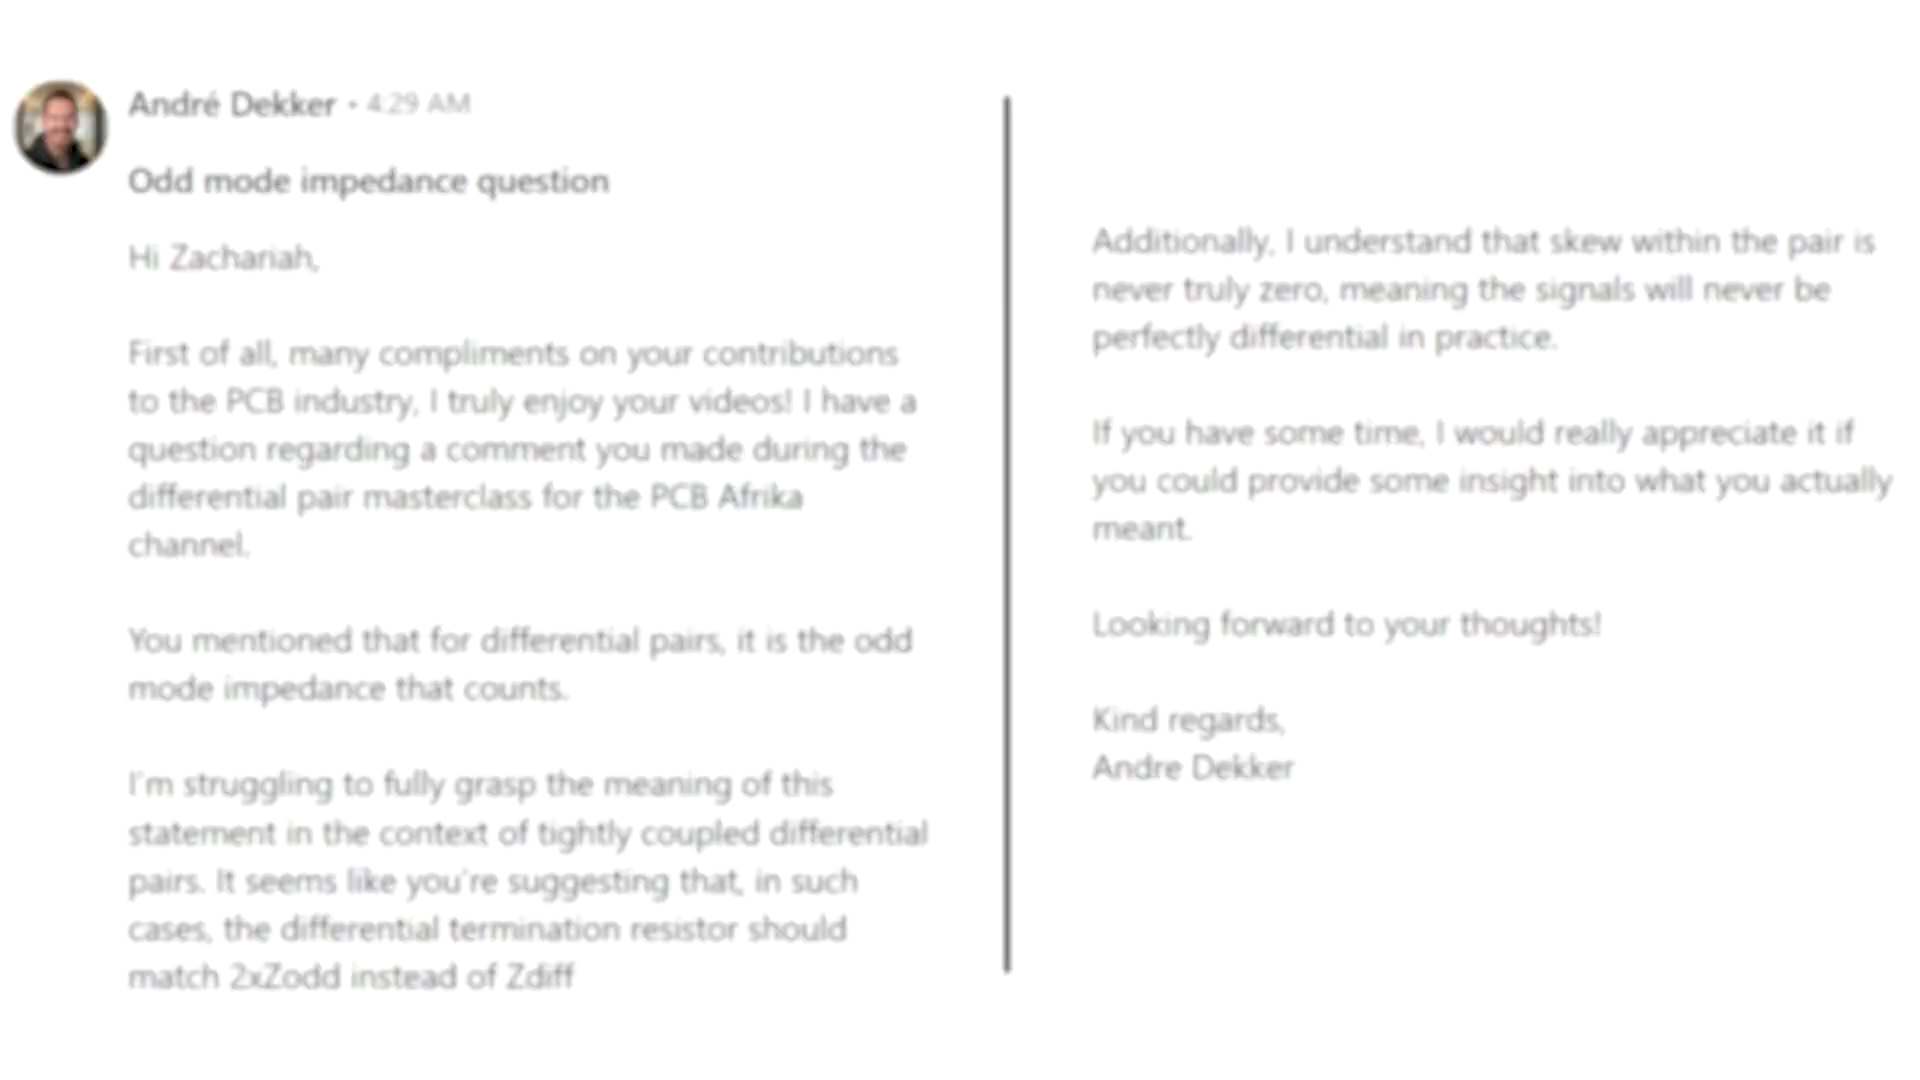 André Dekker • 4:29 AM
Odd mode impedance question
Hi Zachariah,
First of all, many compliments on your contributions
to the PCB industry, I truly enjoy your videos! I have a
question regarding a comment you made during the
differential pair masterclass for the PCB Afrika
channel.
You mentioned that for differential pairs, it is the odd
mode impedance that counts.
I'm struggling to fully grasp the meaning of this
statement in the context of tightly coupled differential
pairs. It seems like you're suggesting that, in such
cases, the differential termination resistor should
match 2xZodd instead of Zdiff
Additionally, I understand that skew within the pair is
never truly zero, meaning the signals will never be
perfectly differential in practice.
If you have some time, I would really appreciate it if
you could provide some insight into what you actually
meant.
Looking forward to your thoughts!
Kind regards,
Andre Dekker